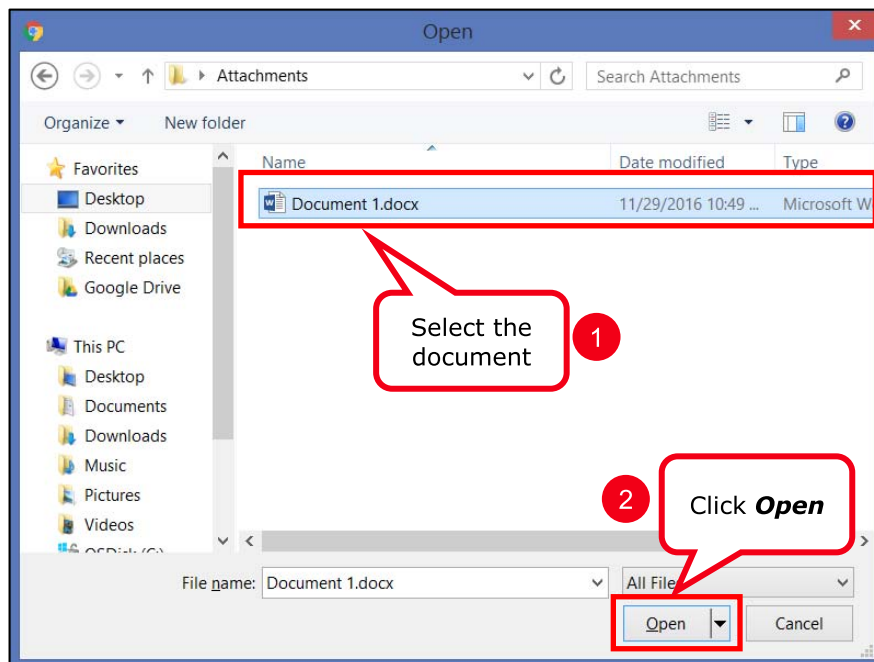 Open
Attachments
Search Attachments
Organize
New folder
Name
Date modified
Type
Favorites
Desktop
Downloads
Recent places
Google Drive
This PC
Desktop
Documents
Downloads
Music
Pictures
Videos
Document 1.docx
11/29/2016 10:49 ...
Microsoft W
Select the
document
1
2
Click Open
File name:
Document 1.docx
All File
Open
Cancel